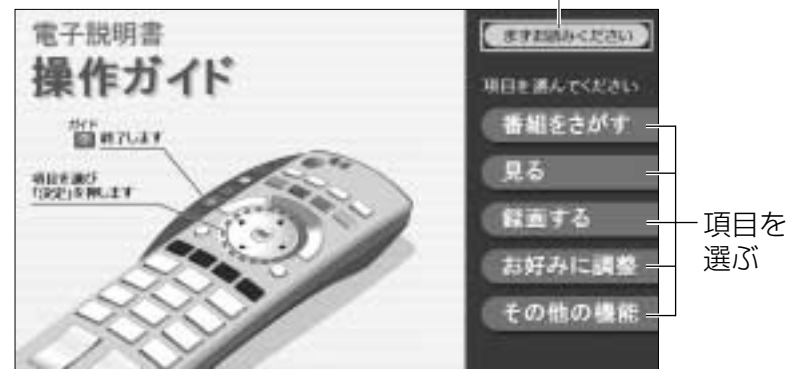 電子説明書
操作ガイド
ガイド
終了します
項目を選び
「決定」を押します
まずお読みください
項目を選んでください
番組をさがす
見る
録画する
お好みに調整
その他の機能
項目を
選ぶ